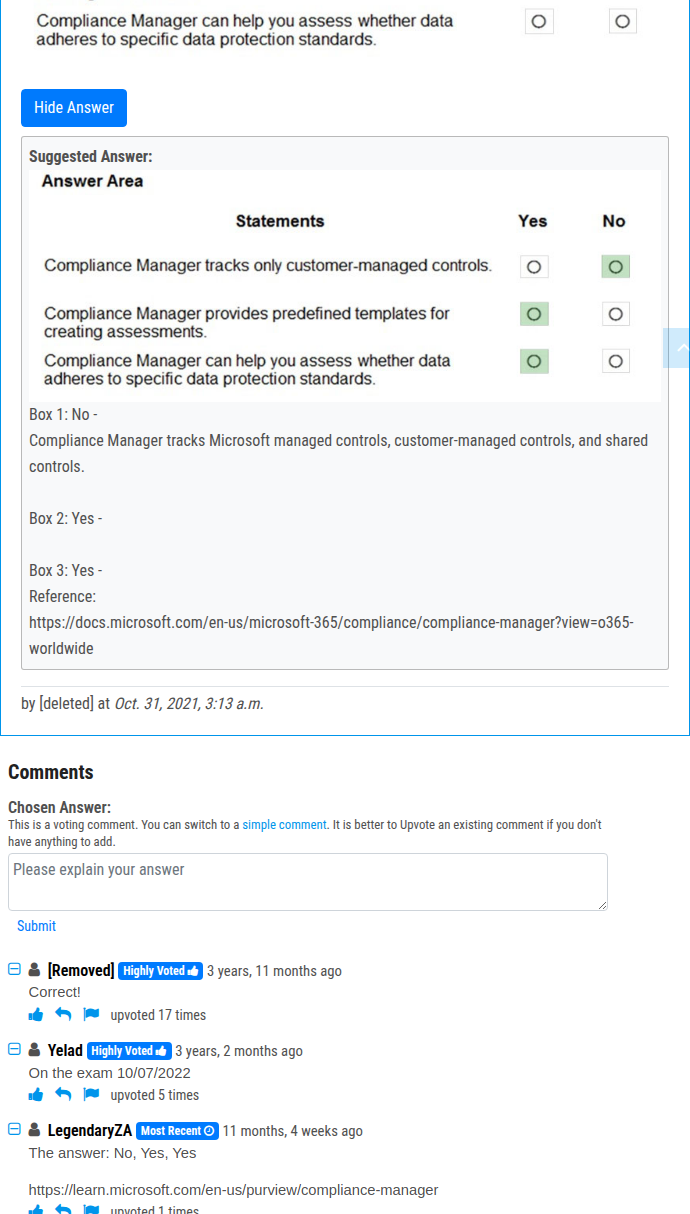 Compliance Manager can help you assess whether data
adheres to specific data protection standards.
Hide Answer
Suggested Answer:
Answer Area
Statements Yes No
Compliance Manager tracks only customer-managed controls.
Compliance Manager provides predefined templates for
creating assessments.
Compliance Manager can help you assess whether data
adheres to specific data protection standards.
Box 1: No -
Compliance Manager tracks Microsoft managed controls, customer-managed controls, and shared
controls.
Box 2: Yes -
Box 3: Yes -
Reference:
https://docs.microsoft.com/en-us/microsoft-365/compliance/compliance-manager?view=o365-
worldwide
by [deleted] at Oct. 31, 2021, 3:13 a.m.
Comments
Chosen Answer:
This is a voting comment. You can switch to a simple comment. It is better to Upvote an existing comment if you don't
have anything to add.
Please explain your answer
Submit
[Removed] Highly Voted 3 years, 11 months ago
Correct!
upvoted 17 times
Yelad Highly Voted 3 years, 2 months ago
On the exam 10/07/2022
upvoted 5 times
LegendaryZA Most Recent 11 months, 4 weeks ago
The answer: No, Yes, Yes
https://learn.microsoft.com/en-us/purview/compliance-manager
upvoted 1 times